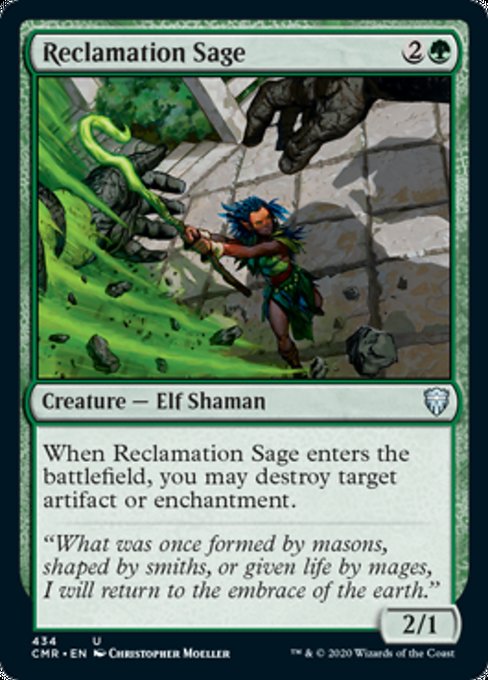 Reclamation Sage 2
Creature — Elf Shaman
When Reclamation Sage enters the
battlefield, you may destroy target
artifact or enchantment.
“What was once formed by masons,
shaped by smiths, or given life by mages,
I will return to the embrace of the earth.”
2/1
434 U
CMR • EN Christopher Moeller ™ & © 2020 Wizards of the Coast